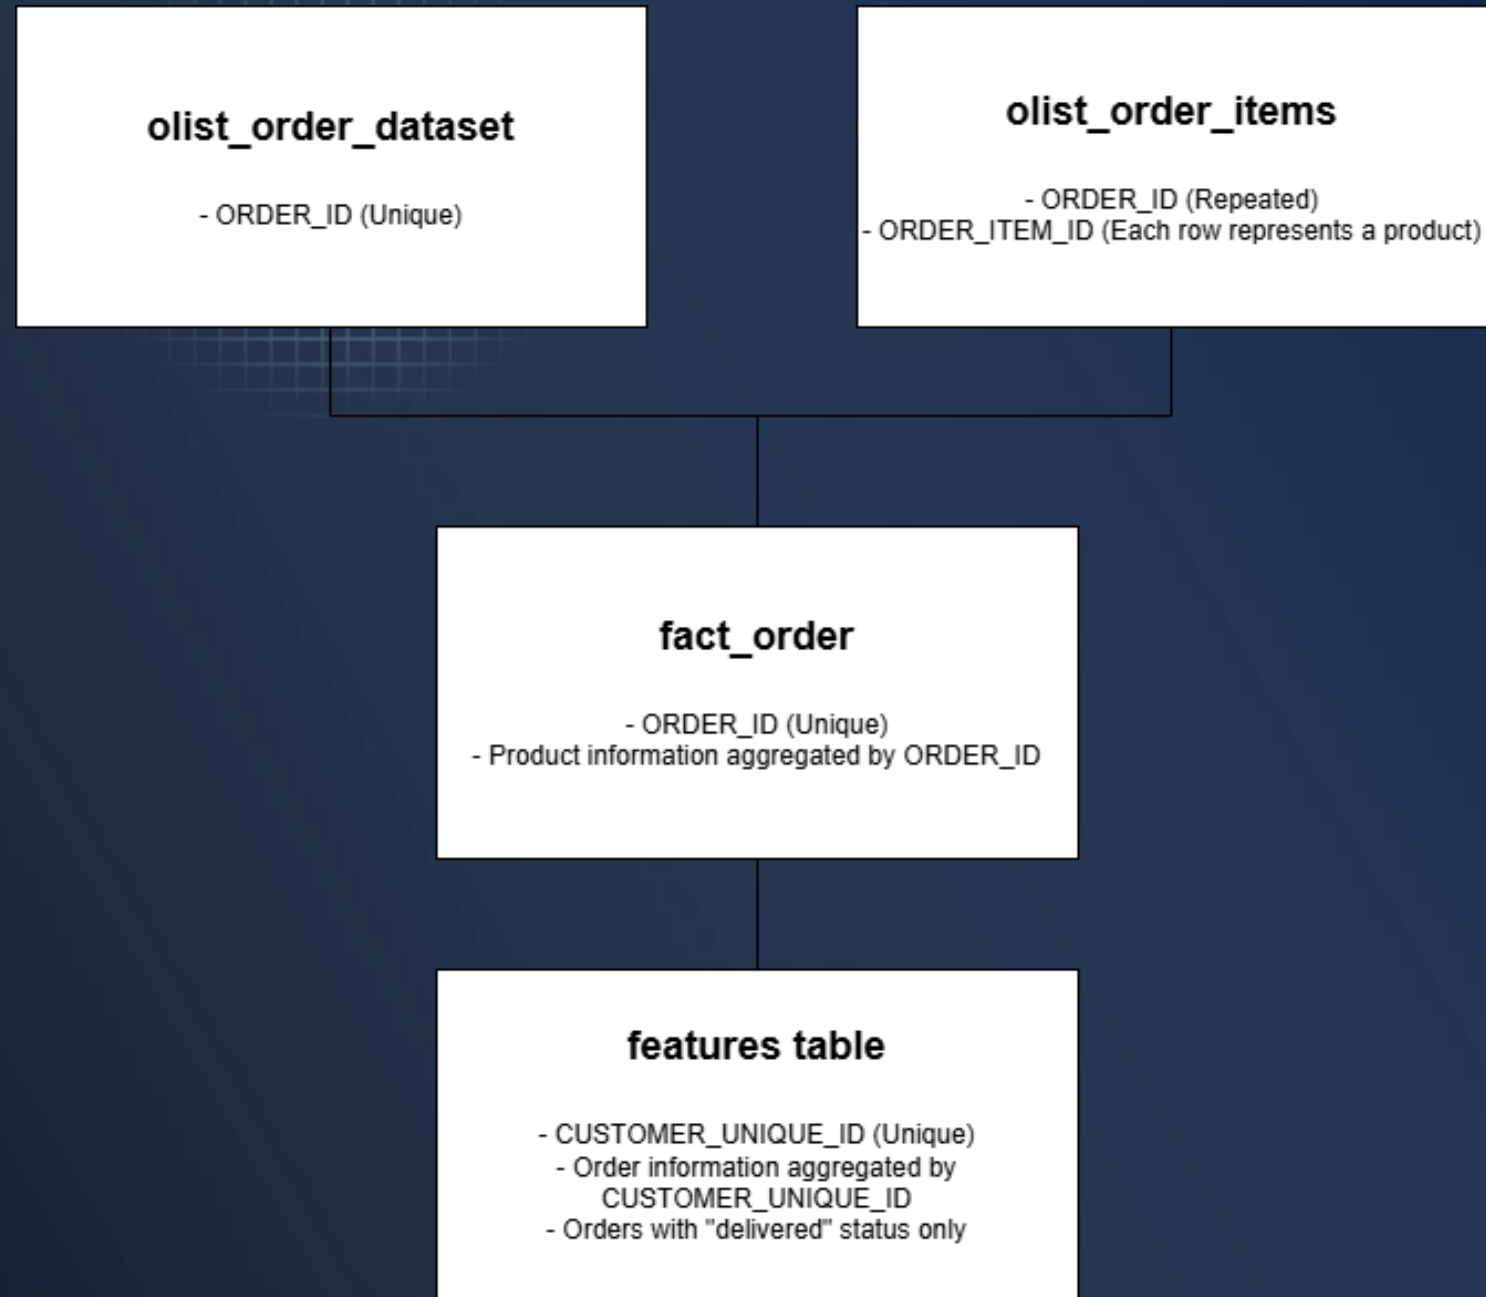 olist_order_dataset
- ORDER_ID (Unique)
olist_order_items
- ORDER_ID (Repeated)
- ORDER_ITEM_ID (Each row represents a product)
fact_order
- ORDER_ID (Unique)
- Product information aggregated by ORDER_ID
features table
- CUSTOMER_UNIQUE_ID (Unique)
- Order information aggregated by
CUSTOMER_UNIQUE_ID
- Orders with "delivered" status only